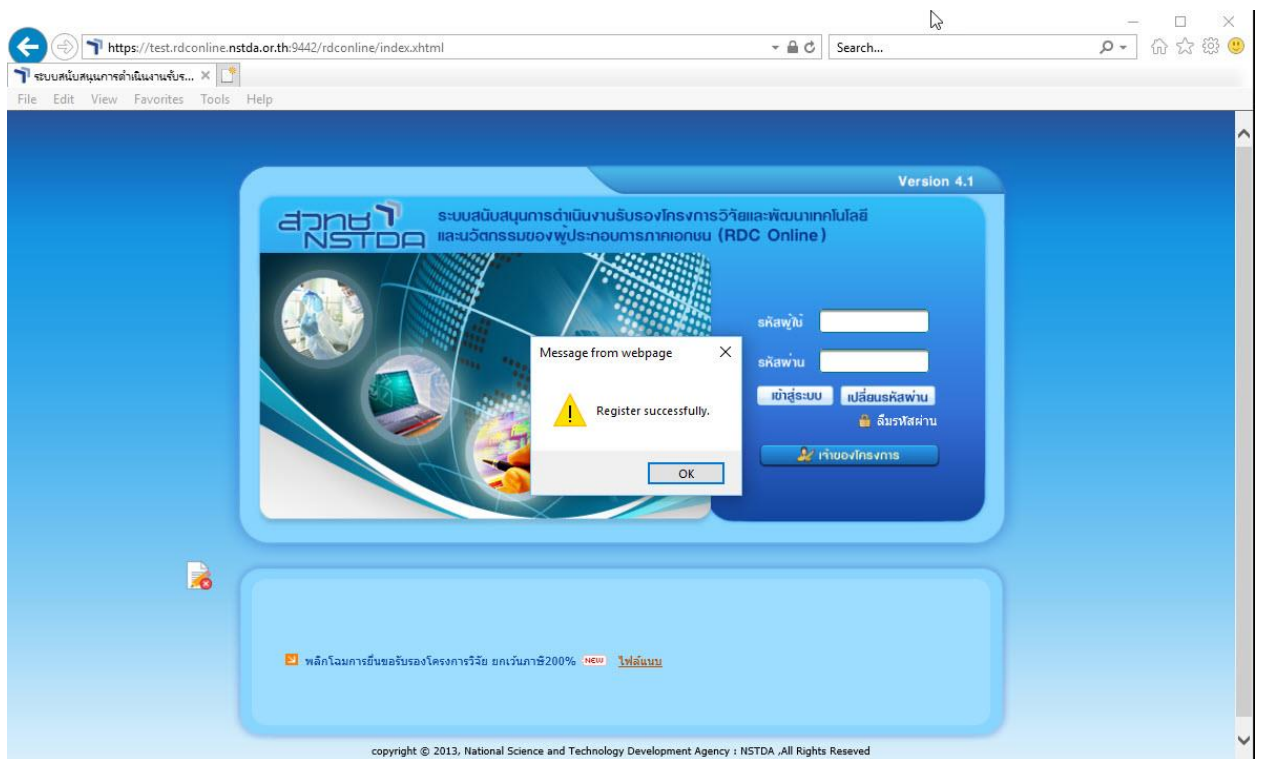 https://test.rdconline.nstda.or.th:9442/rdconline/index.xhtml
Search...
ระบบสนับสนุนการดำเนินงานรับร...
File Edit View Favorites Tools Help
Version 4.1
สวทช
NSTDA
ระบบสนับสนุนการดำเนินงานรับรองโครงการวิจัยและพัฒนาเทคโนโลยี
และนวัตกรรมของผู้ประกอบการภาคเอกชน (RDC Online)
รหัสผู้ใช้
รหัสผ่าน
เข้าสู่ระบบ
เปลี่ยนรหัสผ่าน
ลืมรหัสผ่าน
เจ้าของโครงการ
Message from webpage
Register successfully.
OK
พลิกโฉมการยื่นขอรับรองโครงการวิจัย ยกเว้นภาษี200% NEW ไฟล์แนบ
copyright © 2013, National Science and Technology Development Agency : NSTDA ,All Rights Reseved